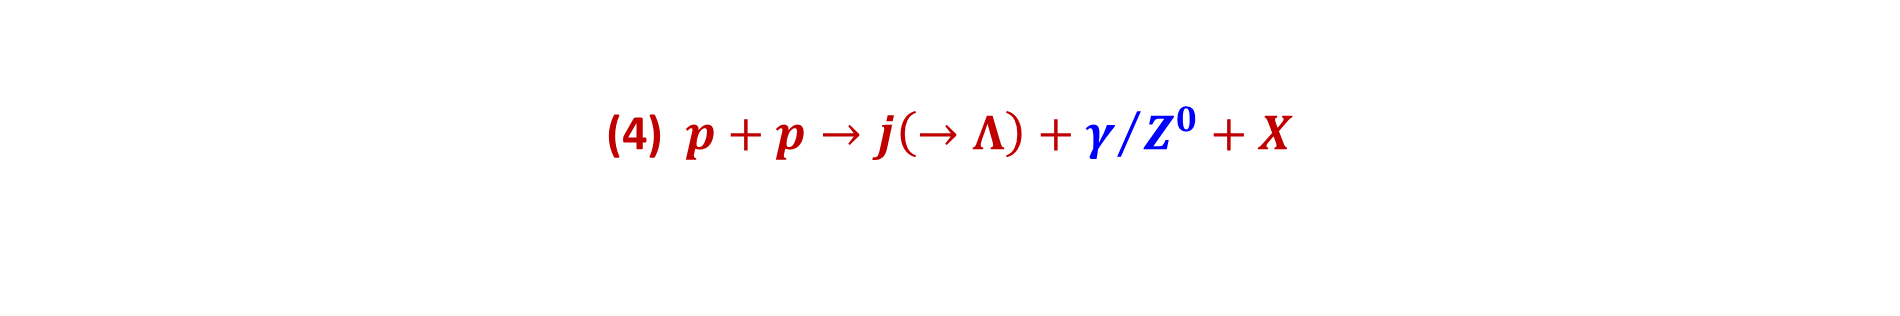 (4) p + p → j(→ Λ) + γ/Z⁰ + X